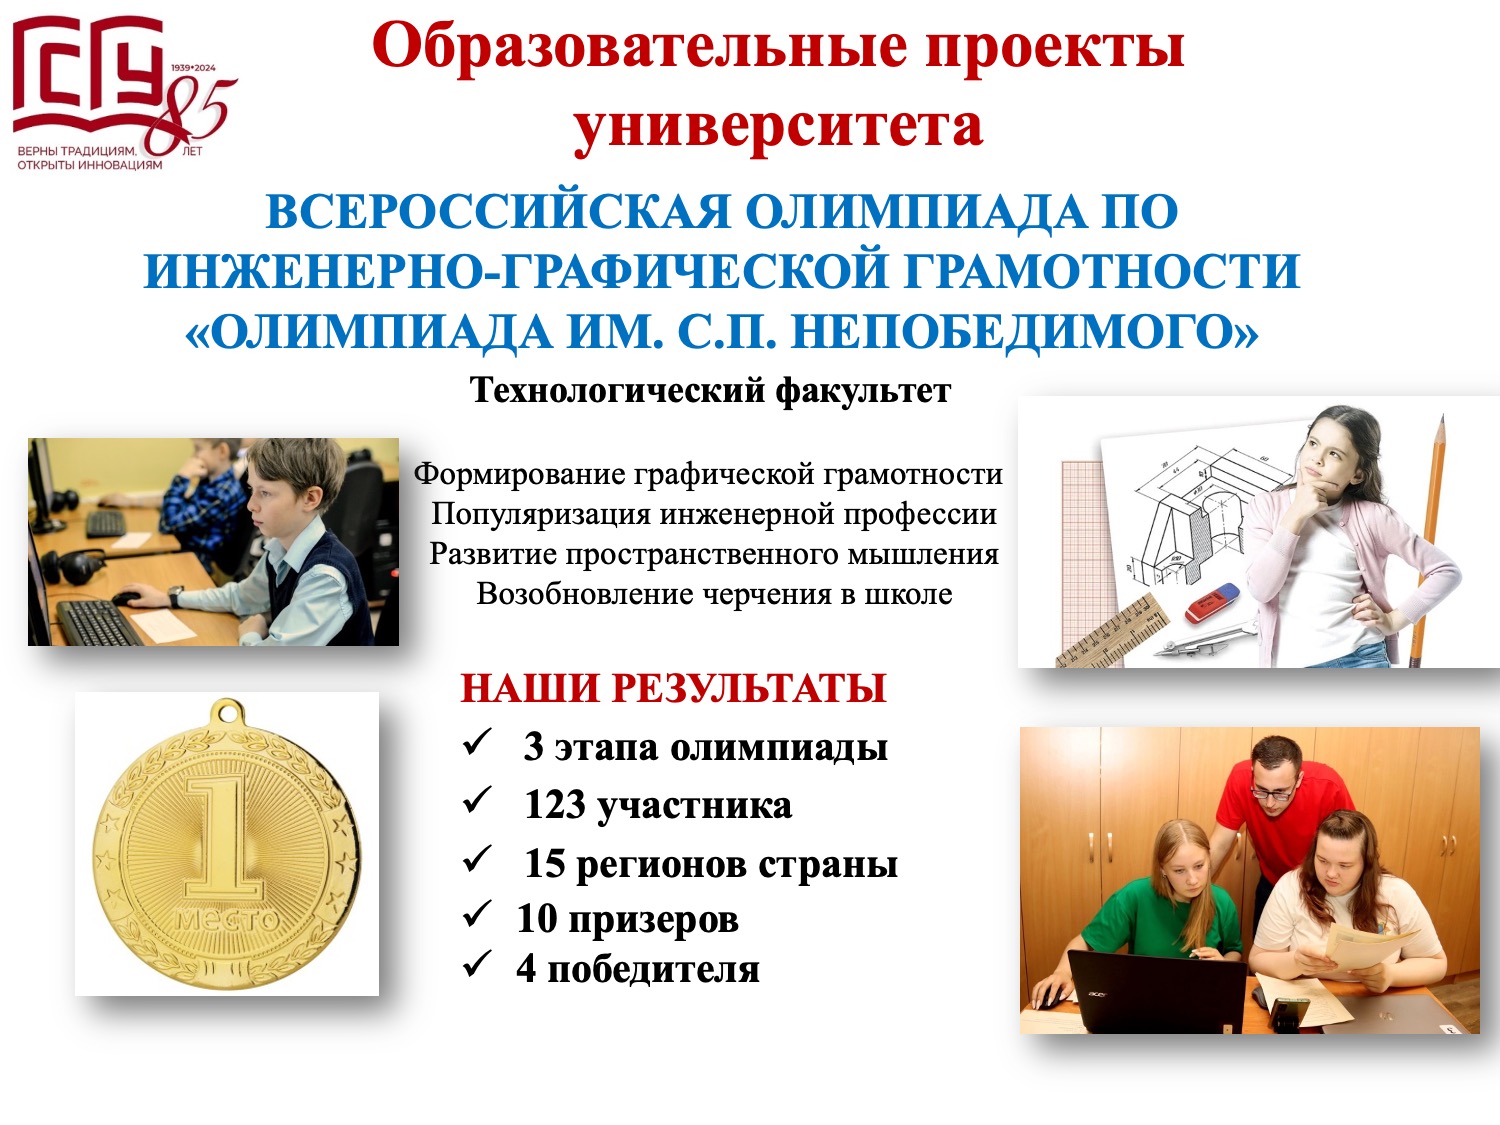 ГСГУ
1939•2024
85
ЛЕТ
ВЕРНЫ ТРАДИЦИЯМ,
ОТКРЫТЫ ИННОВАЦИЯМ
Образовательные проекты
университета
ВСЕРОССИЙСКАЯ ОЛИМПИАДА ПО
ИНЖЕНЕРНО-ГРАФИЧЕСКОЙ ГРАМОТНОСТИ
«ОЛИМПИАДА ИМ. С.П. НЕПОБЕДИМОГО»
Технологический факультет
Формирование графической грамотности
Популяризация инженерной профессии
Развитие пространственного мышления
Возобновление черчения в школе
НАШИ РЕЗУЛЬТАТЫ
✓ 3 этапа олимпиады
✓ 123 участника
✓ 15 регионов страны
✓ 10 призеров
✓ 4 победителя
1
место
acer